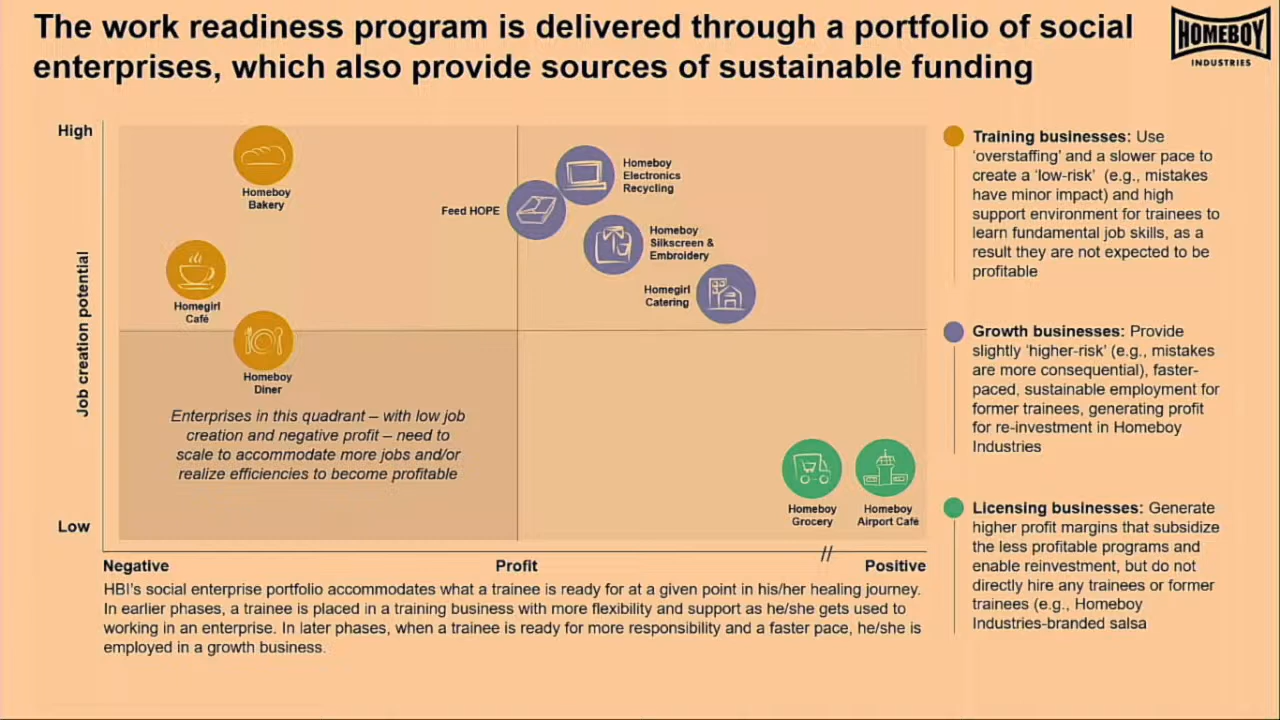 The work readiness program is delivered through a portfolio of social
enterprises, which also provide sources of sustainable funding
HOMEBOY
INDUSTRIES
High
Job creation potential
Low
Homeboy
Bakery
Homegirl
Café
Homeboy
Diner
Enterprises in this quadrant – with low job
creation and negative profit – need to
scale to accommodate more jobs and/or
realize efficiencies to become profitable
Feed HOPE
Homeboy
Electronics
Recycling
Homeboy
Silkscreen &
Embroidery
Homegirl
Catering
Homeboy
Grocery
Homeboy
Airport Café
Negative
Profit
//
Positive
HBI's social enterprise portfolio accommodates what a trainee is ready for at a given point in his/her healing journey.
In earlier phases, a trainee is placed in a training business with more flexibility and support as he/she gets used to
working in an enterprise. In later phases, when a trainee is ready for more responsibility and a faster pace, he/she is
employed in a growth business.
Training businesses: Use
'overstaffing' and a slower pace to
create a 'low-risk' (e.g., mistakes
have minor impact) and high
support environment for trainees to
learn fundamental job skills, as a
result they are not expected to be
profitable
Growth businesses: Provide
slightly 'higher-risk' (e.g., mistakes
are more consequential), faster-
paced, sustainable employment for
former trainees, generating profit
for re-investment in Homeboy
Industries
Licensing businesses: Generate
higher profit margins that subsidize
the less profitable programs and
enable reinvestment, but do not
directly hire any trainees or former
trainees (e.g., Homeboy
Industries-branded salsa